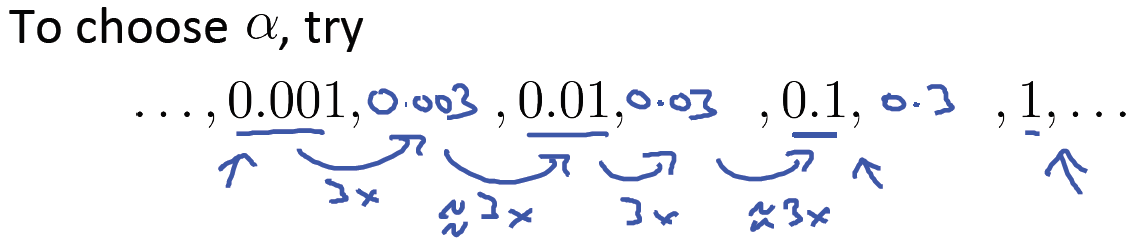 To choose α, try
..., 0.001, 0.003, 0.01, 0.03, 0.1, 0.3, 1, ...
3x ≈3x 3x ≈3x